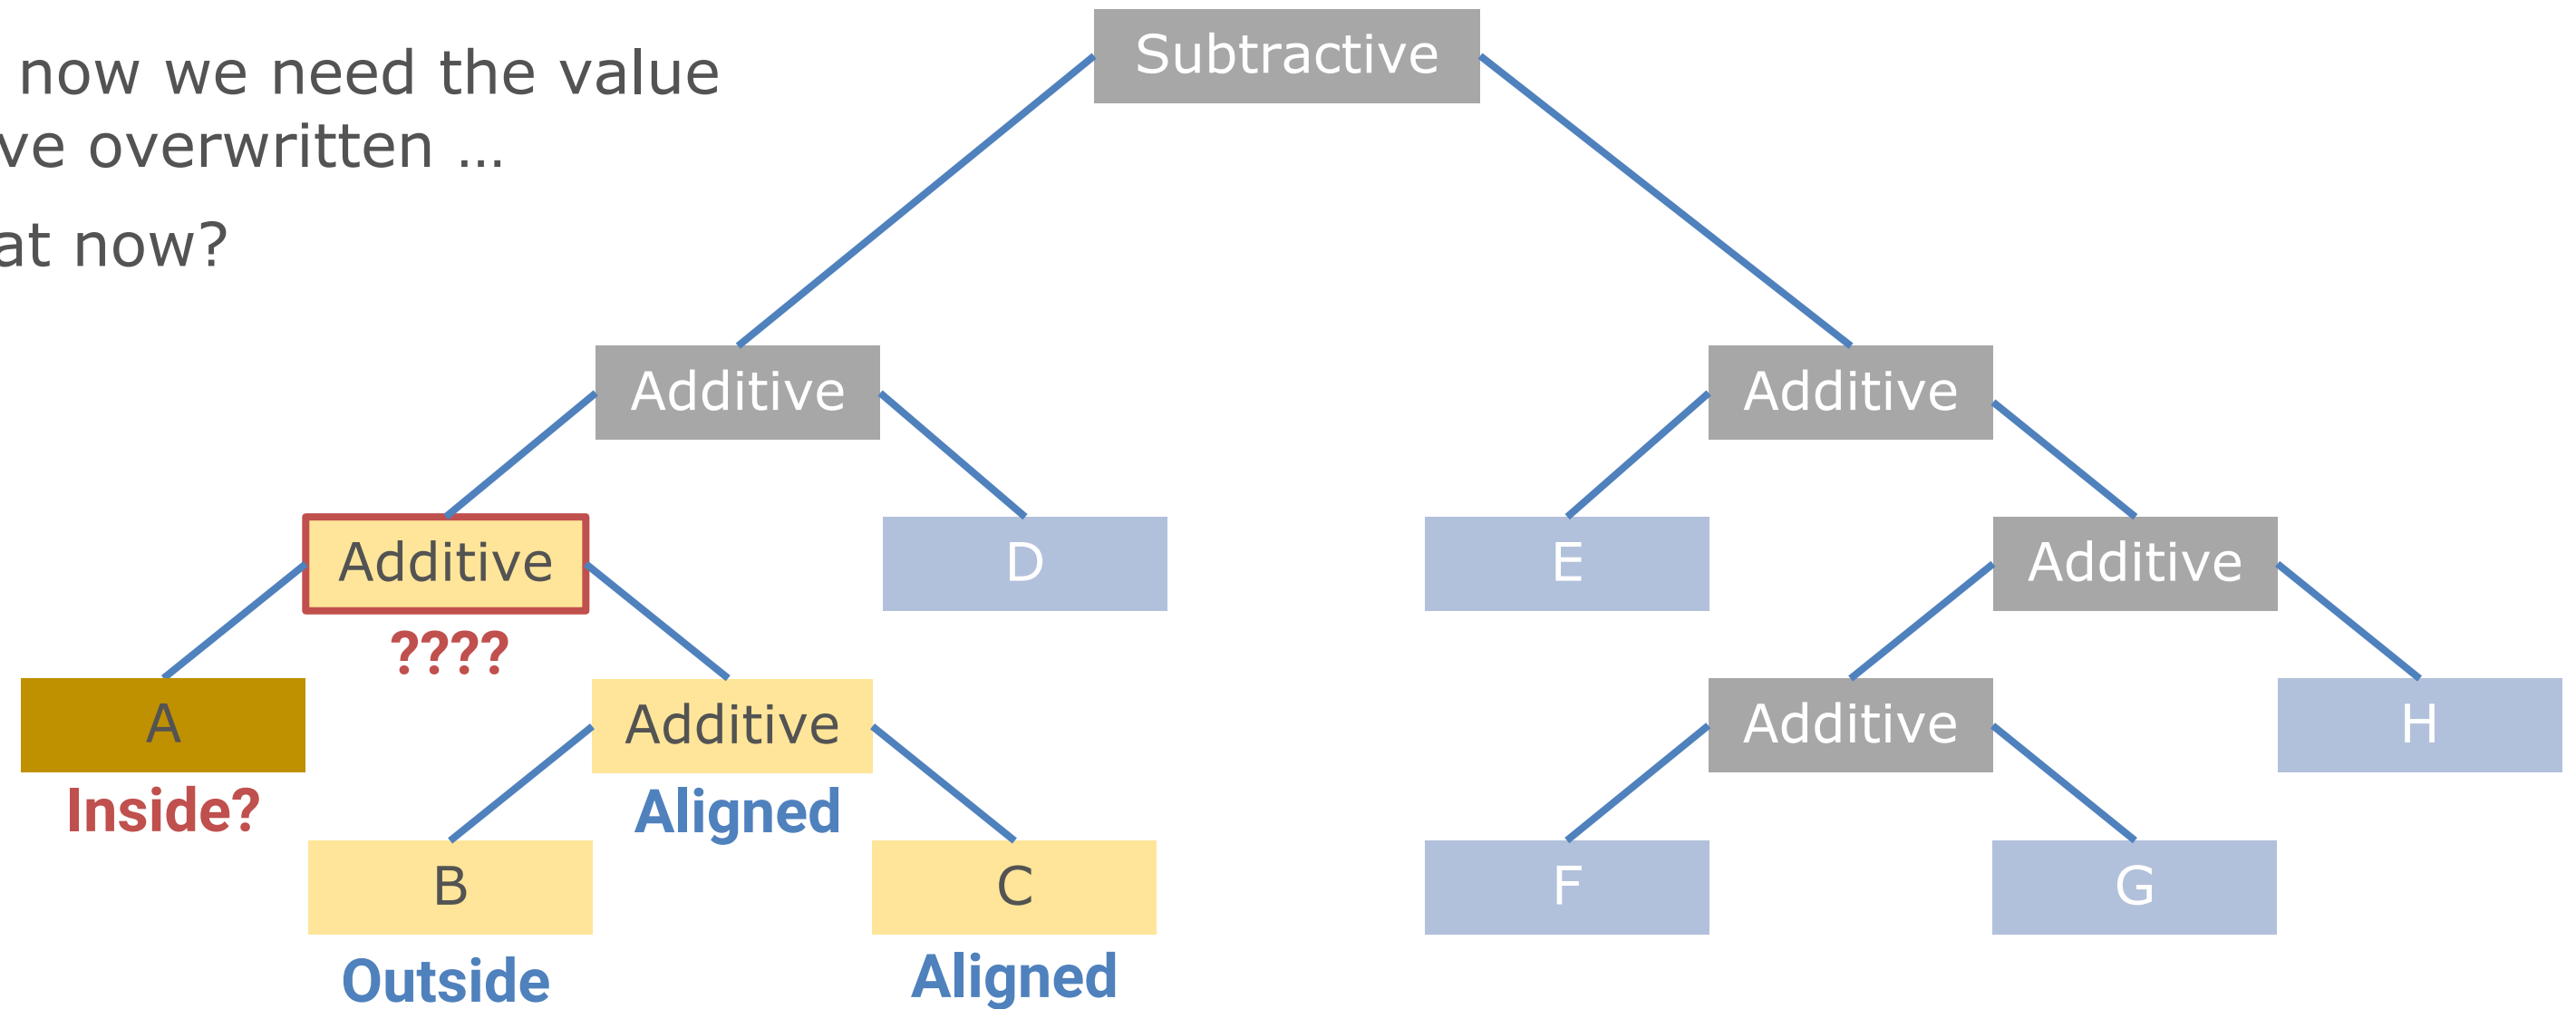 now we need the value
ve overwritten ...
at now?
Subtractive
Additive
Additive
Additive
D
E
Additive
????
A
Additive
Additive
H
Inside?
Aligned
B
C
F
G
Outside
Aligned